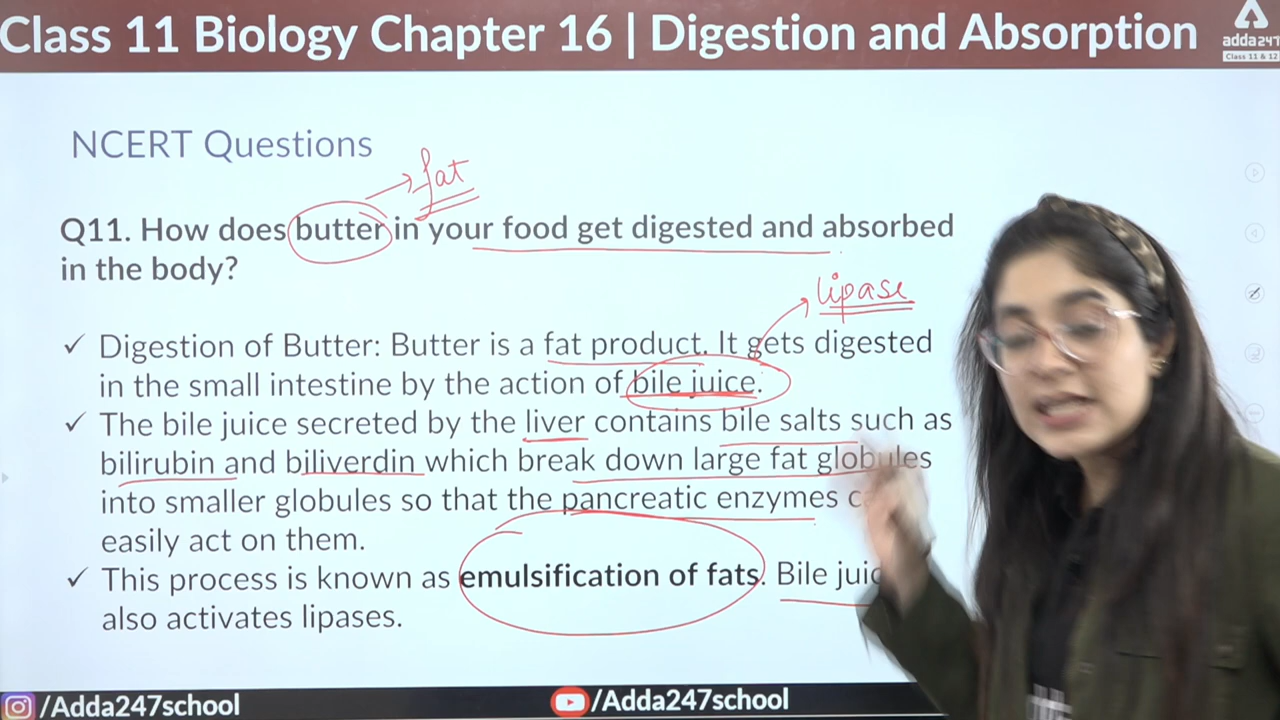 Class 11 Biology Chapter 16 | Digestion and Absorption
adda247
Class 11 & 12
NCERT Questions
fat
Q11. How does butter in your food get digested and absorbed
in the body?
lipase
✓ Digestion of Butter: Butter is a fat product. It gets digested
in the small intestine by the action of bile juice.
✓ The bile juice secreted by the liver contains bile salts such as
bilirubin and biliverdin which break down large fat globules
into smaller globules so that the pancreatic enzymes
easily act on them.
✓ This process is known as emulsification of fats. Bile
also activates lipases.
/Adda247school
/Adda247school